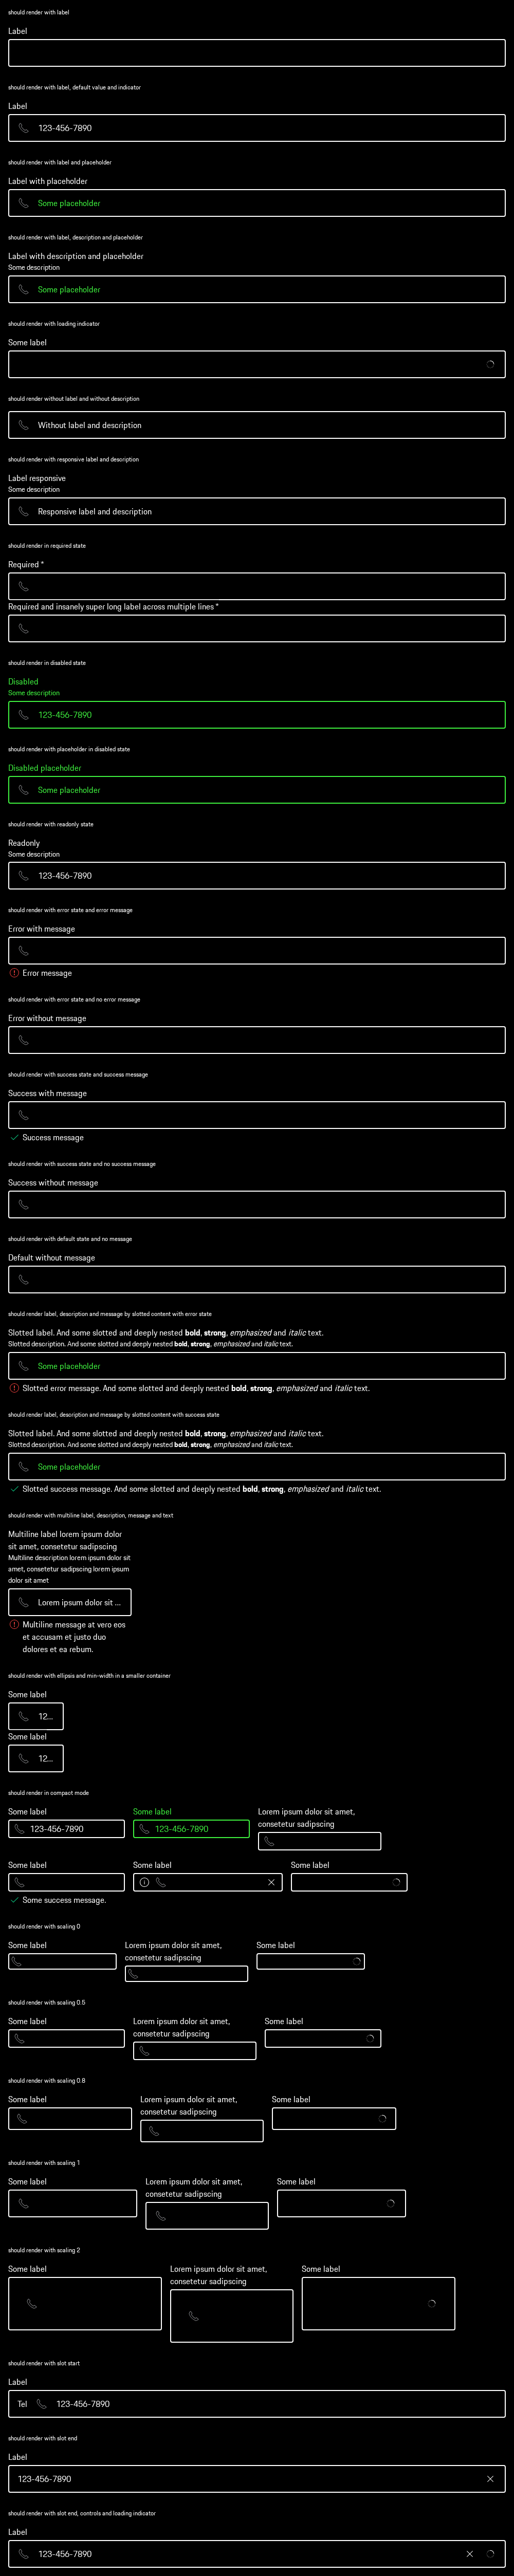 should render with label
Label
should render with label, default value and indicator
Label
123-456-7890
should render with label and placeholder
Label with placeholder
Some placeholder
should render with label, description and placeholder
Label with description and placeholder
Some description
Some placeholder
should render with loading indicator
Some label
should render without label and without description
Without label and description
should render with responsive label and description
Label responsive
Some description
Responsive label and description
should render in required state
Required *
Required and insanely super long label across multiple lines *
should render in disabled state
Disabled
Some description
123-456-7890
should render with placeholder in disabled state
Disabled placeholder
Some placeholder
should render with readonly state
Readonly
Some description
123-456-7890
should render with error state and error message
Error with message
Error message
should render with error state and no error message
Error without message
should render with success state and success message
Success with message
Success message
should render with success state and no success message
Success without message
should render with default state and no message
Default without message
should render label, description and message by slotted content with error state
Slotted label. And some slotted and deeply nested bold, strong, emphasized and italic text.
Slotted description. And some slotted and deeply nested bold, strong, emphasized and italic text.
Some placeholder
Slotted error message. And some slotted and deeply nested bold, strong, emphasized and italic text.
should render label, description and message by slotted content with success state
Slotted label. And some slotted and deeply nested bold, strong, emphasized and italic text.
Slotted description. And some slotted and deeply nested bold, strong, emphasized and italic text.
Some placeholder
Slotted success message. And some slotted and deeply nested bold, strong, emphasized and italic text.
should render with multiline label, description, message and text
Multiline label lorem ipsum dolor
sit amet, consetetur sadipscing
Multiline description lorem ipsum dolor sit
amet, consetetur sadipscing lorem ipsum
dolor sit amet
Lorem ipsum dolor sit ...
Multiline message at vero eos
et accusam et justo duo
dolores et ea rebum.
should render with ellipsis and min-width in a smaller container
Some label
12...
Some label
12...
should render in compact mode
Some label
123-456-7890
Some label
123-456-7890
Lorem ipsum dolor sit amet,
consetetur sadipscing
Some label
Some success message.
Some label
Some label
should render with scaling 0
Some label
Lorem ipsum dolor sit amet,
consetetur sadipscing
Some label
should render with scaling 0.5
Some label
Lorem ipsum dolor sit amet,
consetetur sadipscing
Some label
should render with scaling 0.8
Some label
Lorem ipsum dolor sit amet,
consetetur sadipscing
Some label
should render with scaling 1
Some label
Lorem ipsum dolor sit amet,
consetetur sadipscing
Some label
should render with scaling 2
Some label
Lorem ipsum dolor sit amet,
consetetur sadipscing
Some label
should render with slot start
Label
Tel 123-456-7890
should render with slot end
Label
123-456-7890
should render with slot end, controls and loading indicator
Label
123-456-7890